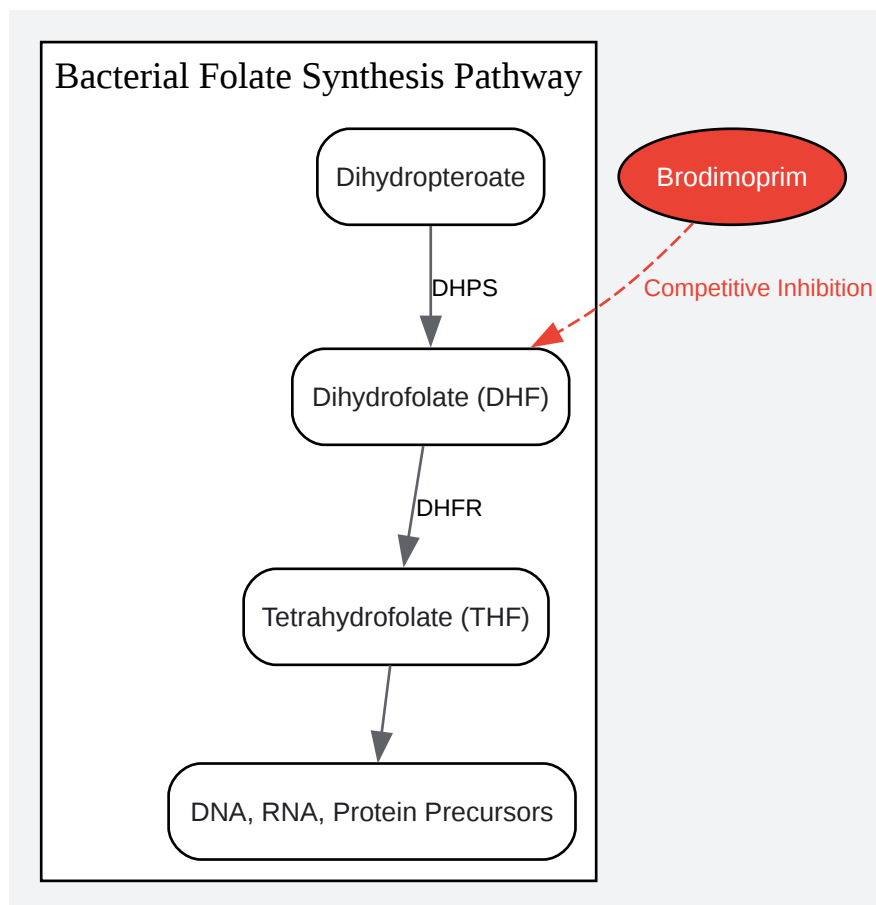 Bacterial Folate Synthesis Pathway
Dihydropteroate
Brodimoprim
DHPS
Competitive Inhibition
Dihydrofolate (DHF)
DHFR
Tetrahydrofolate (THF)
DNA, RNA, Protein Precursors